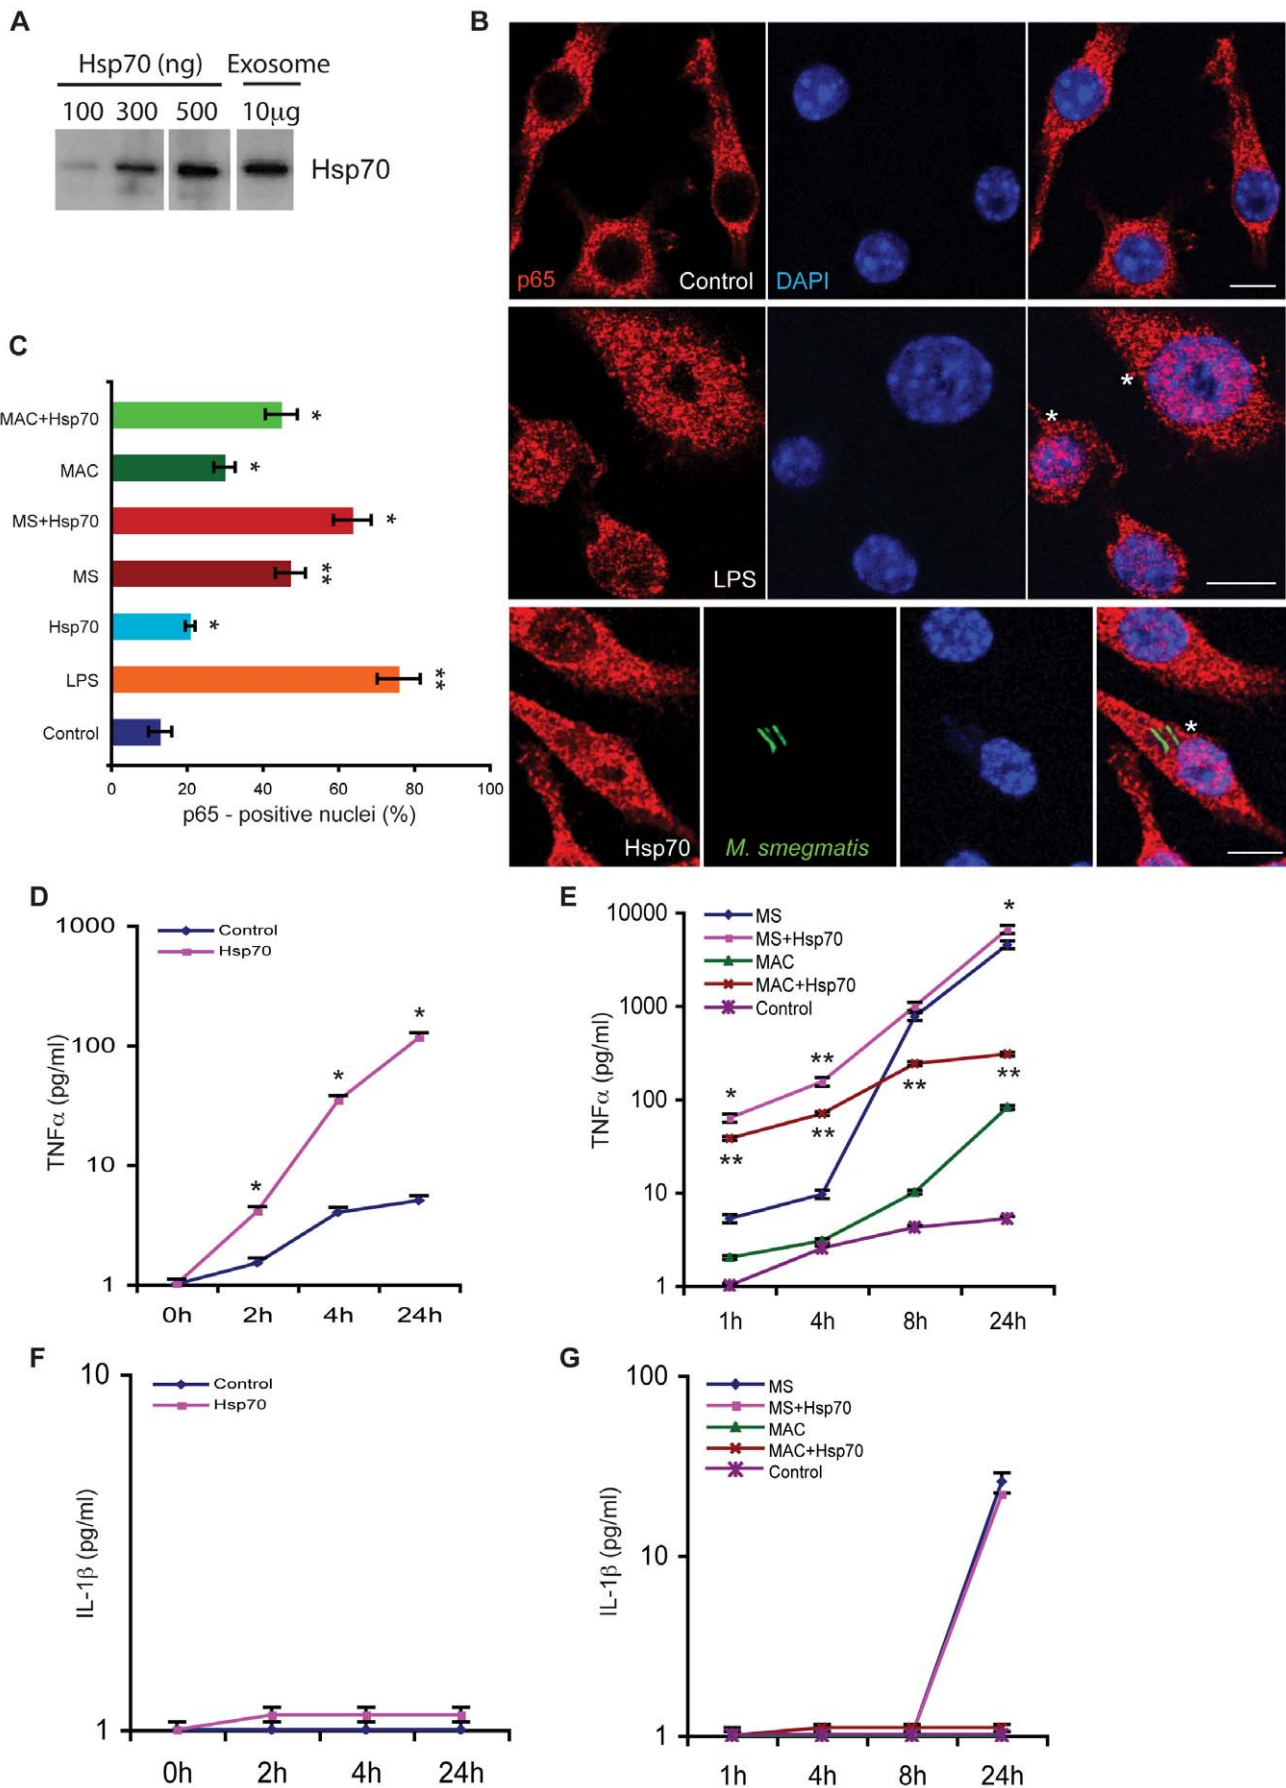 A
Hsp70 (ng) Exosome
100 300 500 10μg
Hsp70
B
p65 Control DAPI
LPS
Hsp70 M. smegmatis
*
*
*
C
MAC+Hsp70 *
MAC *
MS+Hsp70 *
MS **
Hsp70 *
LPS **
Control
0 20 40 60 80 100
p65 - positive nuclei (%)
D
Control
Hsp70
TNFα (pg/ml)
1000
100
10
1
* * *
0h 2h 4h 24h
E
MS
MS+Hsp70
MAC
MAC+Hsp70
Control
TNFα (pg/ml)
10000
1000
100
10
1
* ** *
** ** ** **
1h 4h 8h 24h
F
Control
Hsp70
IL-1β (pg/ml)
10
1
0h 2h 4h 24h
G
MS
MS+Hsp70
MAC
MAC+Hsp70
Control
IL-1β (pg/ml)
100
10
1
1h 4h 8h 24h